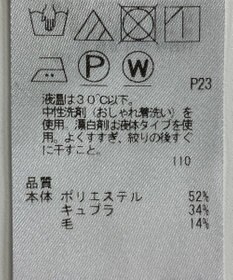 P W
P23
液温は30℃以下。
中性洗剤(おしゃれ着洗い)を
使用、漂白剤は液体タイプを使
用。よくすすぎ、絞りの後すぐ
に干すこと。
110
品質
本体 ポリエステル 52%
キュプラ 34%
毛 14%